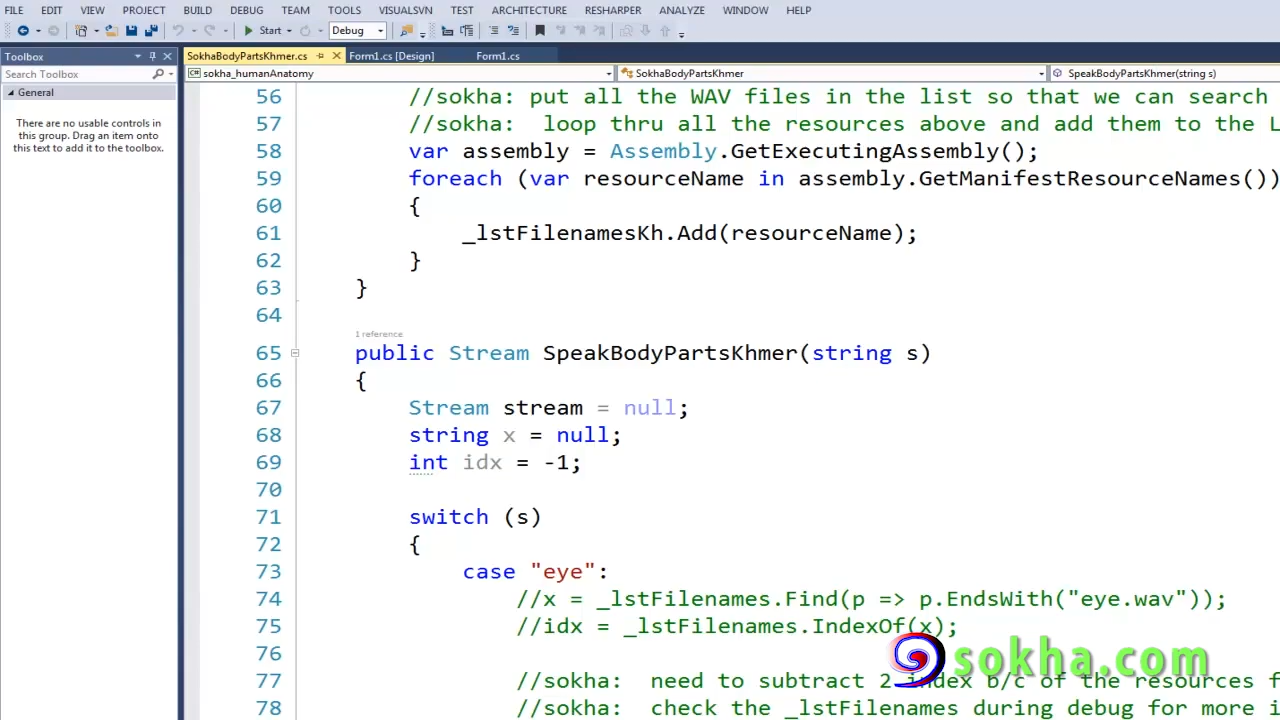 FILE EDIT VIEW PROJECT BUILD DEBUG TEAM TOOLS VISUALSVN TEST ARCHITECTURE RESHARPER ANALYZE WINDOW HELP
Start Debug
Toolbox
SokhaBodyPartsKhmer.cs Form1.cs [Design] Form1.cs
Search Toolbox
C# sokha_humanAnatomy SokhaBodyPartsKhmer SpeakBodyPartsKhmer(string s)
General
There are no usable controls in
this group. Drag an item onto
this text to add it to the toolbox.
56 //sokha: put all the WAV files in the list so that we can search
57 //sokha:  loop thru all the resources above and add them to the L
58 var assembly = Assembly.GetExecutingAssembly();
59 foreach (var resourceName in assembly.GetManifestResourceNames())
60 {
61 _lstFilenamesKh.Add(resourceName);
62 }
63 }
64
1 reference
65 public Stream SpeakBodyPartsKhmer(string s)
66 {
67 Stream stream = null;
68 string x = null;
69 int idx = -1;
70
71 switch (s)
72 {
73 case "eye":
74 //x = _lstFilenames.Find(p => p.EndsWith("eye.wav"));
75 //idx = _lstFilenames.IndexOf(x);
76
sokha.com
77 //sokha:  need to subtract 2 index b/c of the resources f
78 //sokha:  check the _lstFilenames during debug for more i